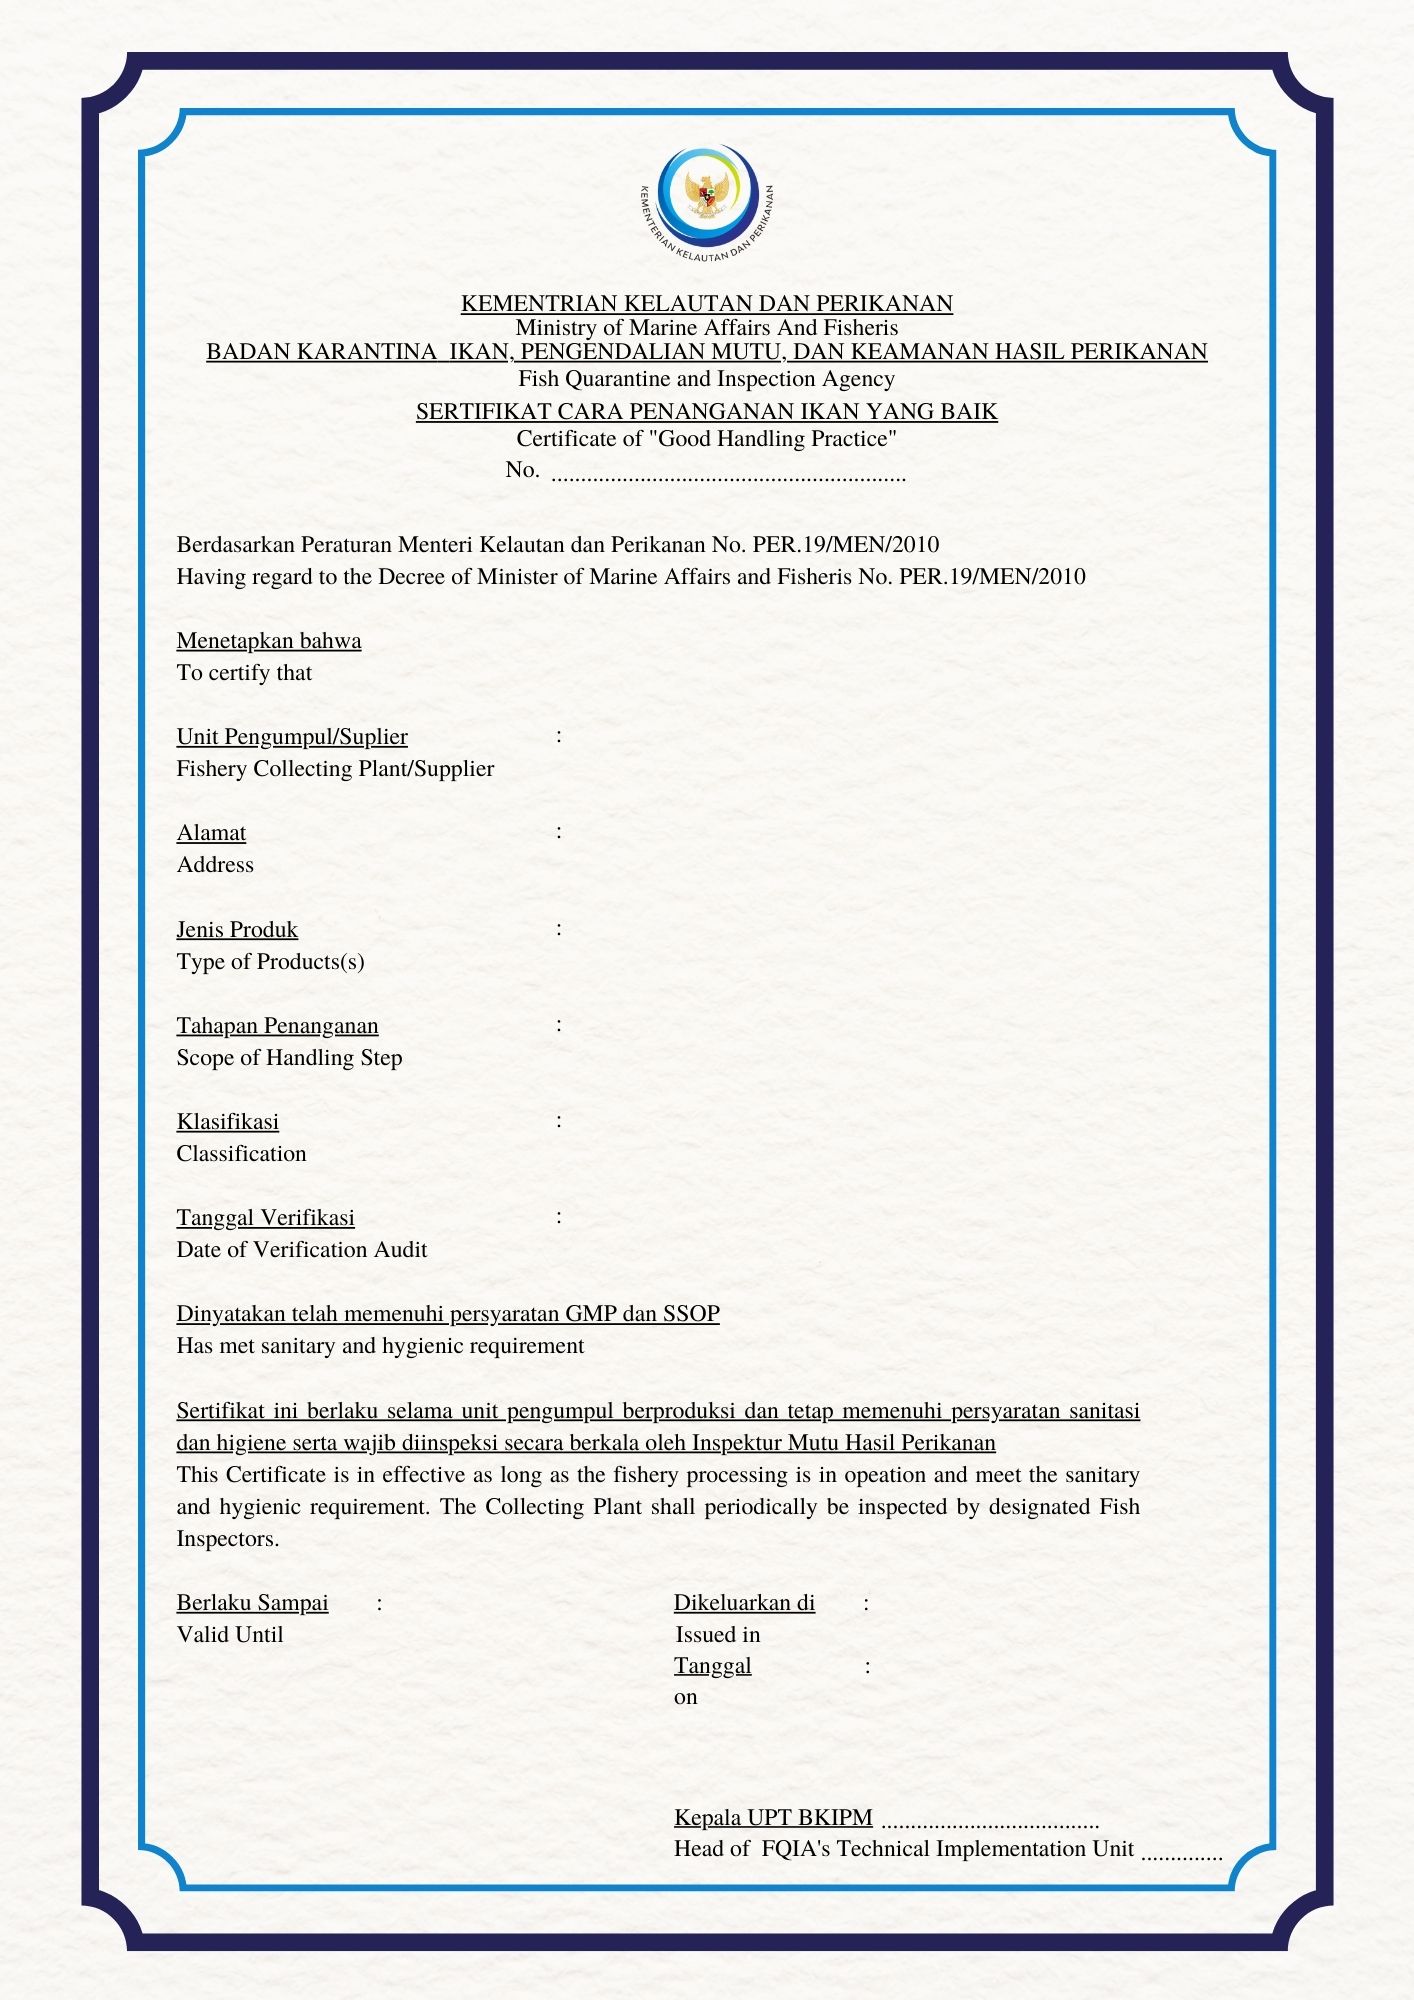 KEMENTERIAN KELAUTAN DAN PERIKANAN
KEMENTRIAN KELAUTAN DAN PERIKANAN
Ministry of Marine Affairs And Fisheris
BADAN KARANTINA IKAN, PENGENDALIAN MUTU, DAN KEAMANAN HASIL PERIKANAN
Fish Quarantine and Inspection Agency
SERTIFIKAT CARA PENANGANAN IKAN YANG BAIK
Certificate of "Good Handling Practice"
No. ............................................................
Berdasarkan Peraturan Menteri Kelautan dan Perikanan No. PER.19/MEN/2010
Having regard to the Decree of Minister of Marine Affairs and Fisheris No. PER.19/MEN/2010
Menetapkan bahwa
To certify that
Unit Pengumpul/Suplier :
Fishery Collecting Plant/Supplier
Alamat :
Address
Jenis Produk :
Type of Products(s)
Tahapan Penanganan :
Scope of Handling Step
Klasifikasi :
Classification
Tanggal Verifikasi :
Date of Verification Audit
Dinyatakan telah memenuhi persyaratan GMP dan SSOP
Has met sanitary and hygienic requirement
Sertifikat ini berlaku selama unit pengumpul berproduksi dan tetap memenuhi persyaratan sanitasi
dan higiene serta wajib diinspeksi secara berkala oleh Inspektur Mutu Hasil Perikanan
This Certificate is in effective as long as the fishery processing is in opeation and meet the sanitary
and hygienic requirement. The Collecting Plant shall periodically be inspected by designated Fish
Inspectors.
Berlaku Sampai :
Valid Until
Dikeluarkan di :
Issued in
Tanggal :
on
Kepala UPT BKIPM .....................................
Head of FQIA's Technical Implementation Unit ..............